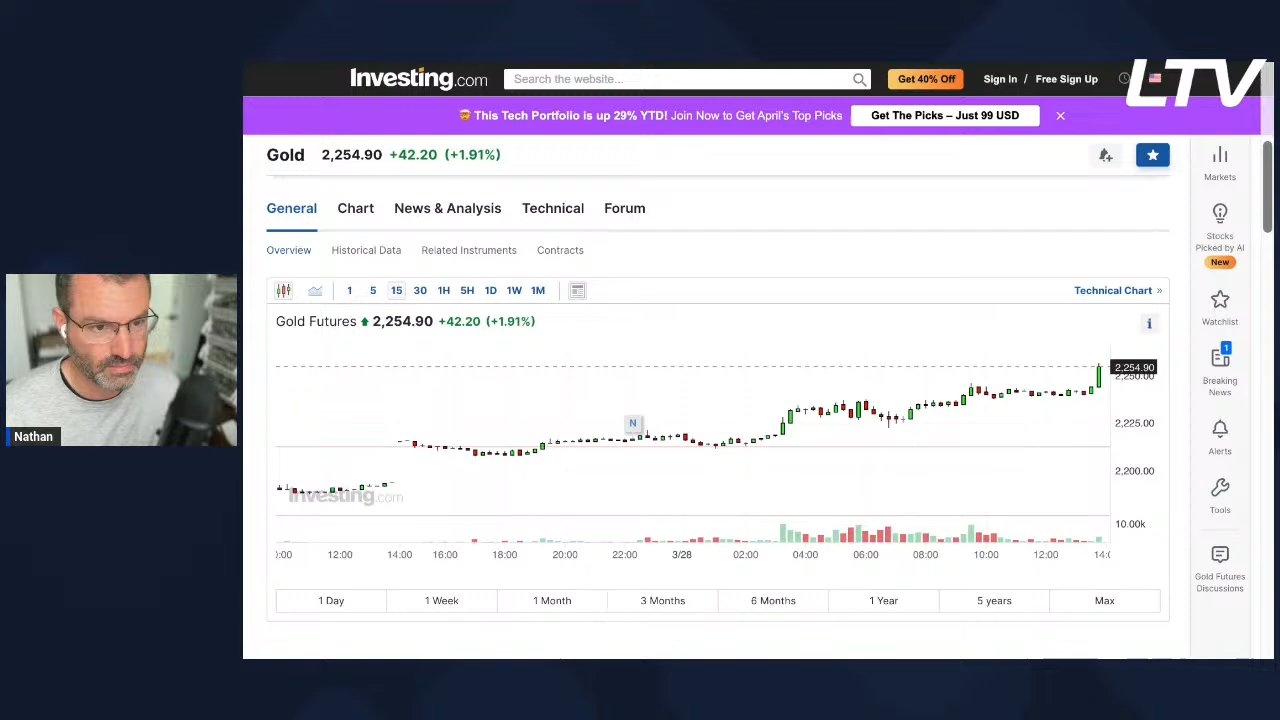 LTV
Investing.com
Search the website...
Get 40% Off
Sign In / Free Sign Up
🤯 This Tech Portfolio is up 29% YTD! Join Now to Get April's Top Picks
Get The Picks – Just 99 USD
Gold 2,254.90 +42.20 (+1.91%)
General Chart News & Analysis Technical Forum
Overview Historical Data Related Instruments Contracts
1 5 15 30 1H 5H 1D 1W 1M
Technical Chart »
Gold Futures 2,254.90 +42.20 (+1.91%)
i
N
2,254.90
2,250.00
2,225.00
2,200.00
10.00k
Investing.com
:00 12:00 14:00 16:00 18:00 20:00 22:00 3/28 02:00 04:00 06:00 08:00 10:00 12:00 14:
1 Day 1 Week 1 Month 3 Months 6 Months 1 Year 5 years Max
Markets
Stocks
Picked by AI
New
Watchlist
1
Breaking
News
Alerts
Tools
Gold Futures
Discussions
Nathan